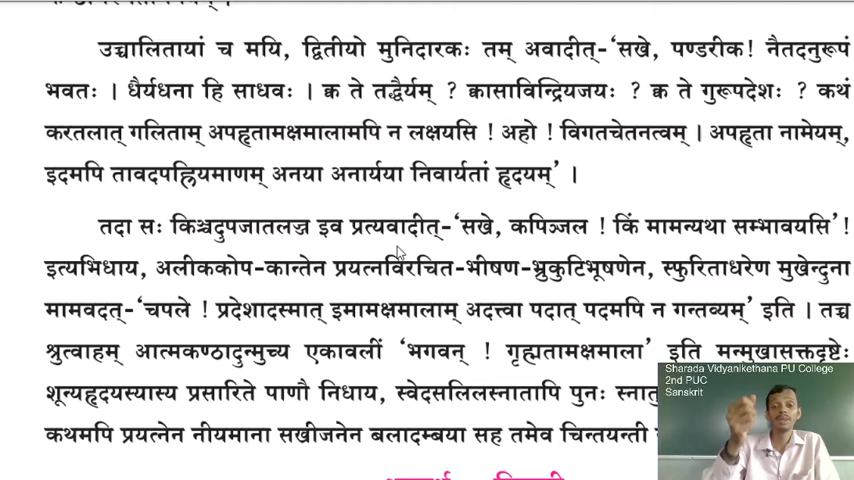 उच्चालितायां च मयि, द्वितीयो मुनिदारकः तम् अवादीत्-‘सखे, पण्डरीक! नैतदनुरूपं
भवतः । धैर्यधना हि साधवः । क्व ते तद्धैर्यम् ? क्वासाविन्द्रियजयः ? क्व ते गुरूपदेशः ? कथं
करतलात् गलिताम् अपहृतामक्षमालामपि न लक्षयसि ! अहो ! विगतचेतनत्वम् । अपहृता नामेयम्,
इदमपि तावदपह्रियमाणम् अनया अनार्यया निवार्यतां हृदयम्’ ।
तदा सः किञ्चदुपजातलज्ज इव प्रत्यवादीत्-‘सखे, कपिञ्जल ! किं मामन्यथा सम्भावयसि’ !
इत्यभिधाय, अलीककोप-कान्तेन प्रयत्नविरचित-भीषण-भ्रुकुटिभूषणेन, स्फुरिताधरेण मुखेन्दुना
मामवदत्-‘चपले ! प्रदेशादस्मात् इमामक्षमालाम् अदत्त्वा पदात् पदमपि न गन्तव्यम्’ इति । तच्च
श्रुत्वाहम् आत्मकण्ठादुन्मुच्य एकावलीं ‘भगवन् ! गृह्यतामक्षमाला’ इति मन्मुखासक्तदृष्टेः
शून्यहृदयस्यास्य प्रसारिते पाणौ निधाय, स्वेदसलिलस्नातापि पुनः
कथमपि प्रयत्नेन नीयमाना सखीजनेन बलादम्बया सह तमेव चिन्तयन्ती
Sharada Vidyanikethana PU College
2nd PUC
Sanskrit